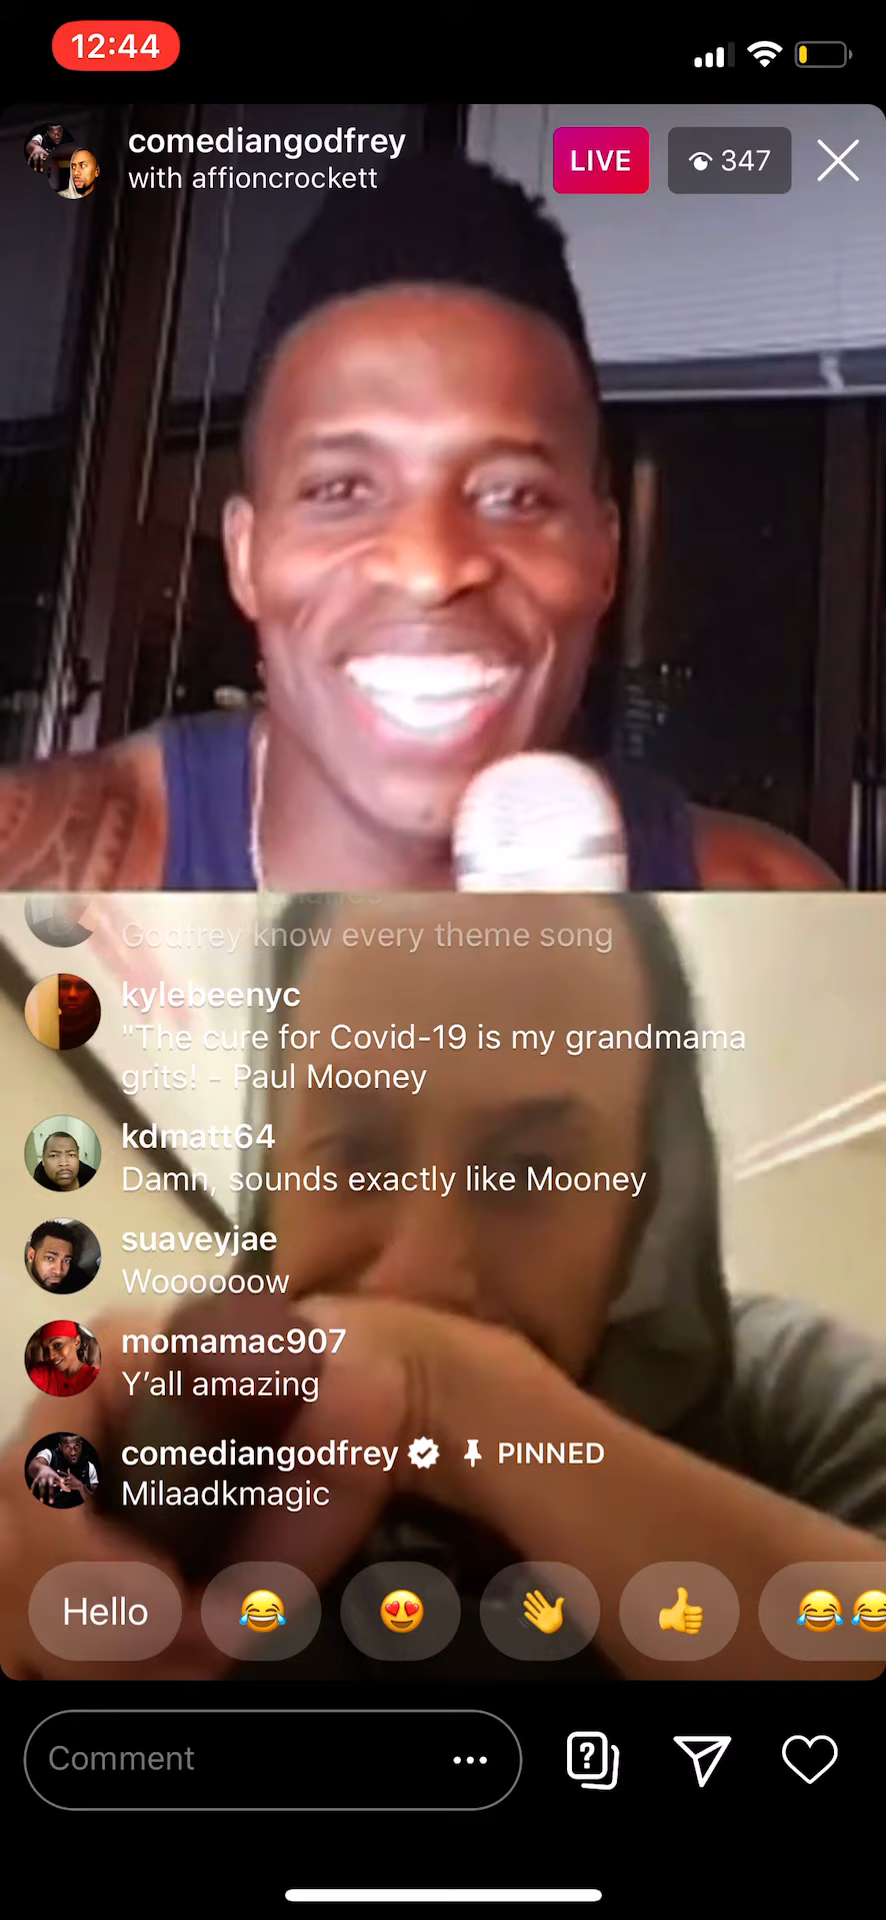 12:44
comediangodfrey
with affioncrockett
LIVE
347
Godfrey know every theme song
kylebeenyc
"The cure for Covid-19 is my grandmama
grits! - Paul Mooney
kdmatt64
Damn, sounds exactly like Mooney
suaveyjae
Woooooow
momamac907
Y’all amazing
comediangodfrey PINNED
Milaadkmagic
Hello
Comment